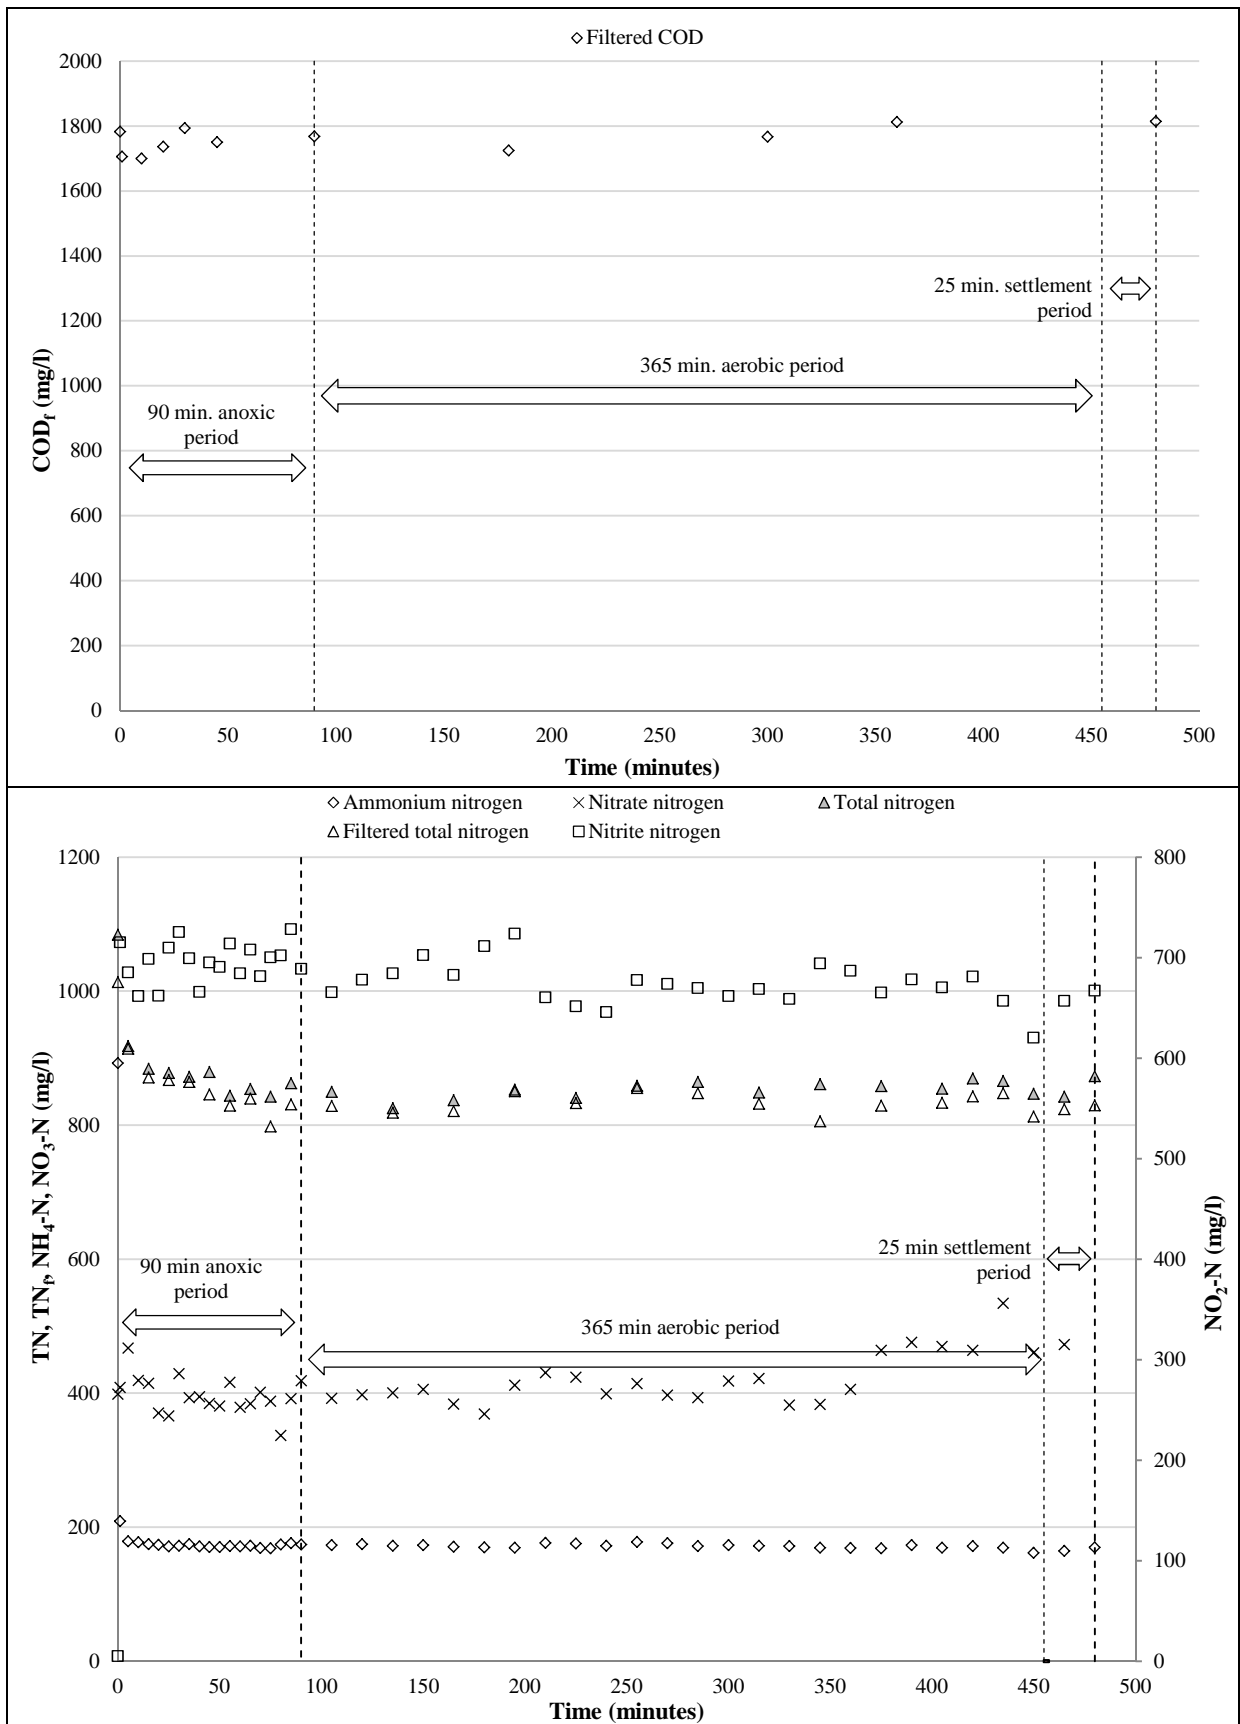 Filtered COD
2000
1800
1600
1400
1200
1000
800
600
400
200
0
COD_f (mg/l)
25 min. settlement
period
365 min. aerobic period
90 min. anoxic
period
0 50 100 150 200 250 300 350 400 450 500
Time (minutes)
Ammonium nitrogen Nitrate nitrogen Total nitrogen
Filtered total nitrogen Nitrite nitrogen
1200
1000
800
600
400
200
0
TN, TN_f, NH_4-N, NO_3-N (mg/l)
800
700
600
500
400
300
200
100
0
NO_2-N (mg/l)
25 min settlement
period
90 min anoxic
period
365 min aerobic period
0 50 100 150 200 250 300 350 400 450 500
Time (minutes)